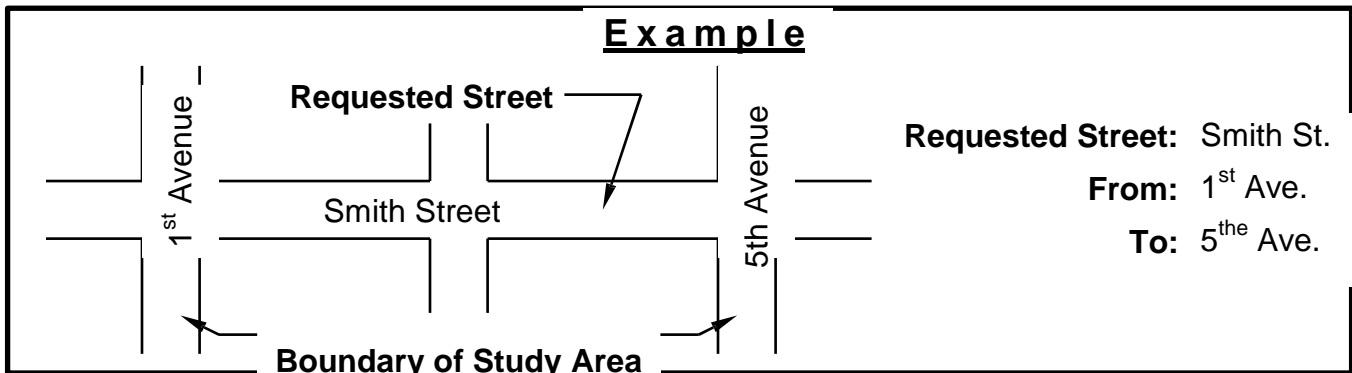 Example
Requested Street
1st Avenue
Smith Street
5th Avenue
Boundary of Study Area
Requested Street: Smith St.
From: 1st Ave.
To: 5the Ave.